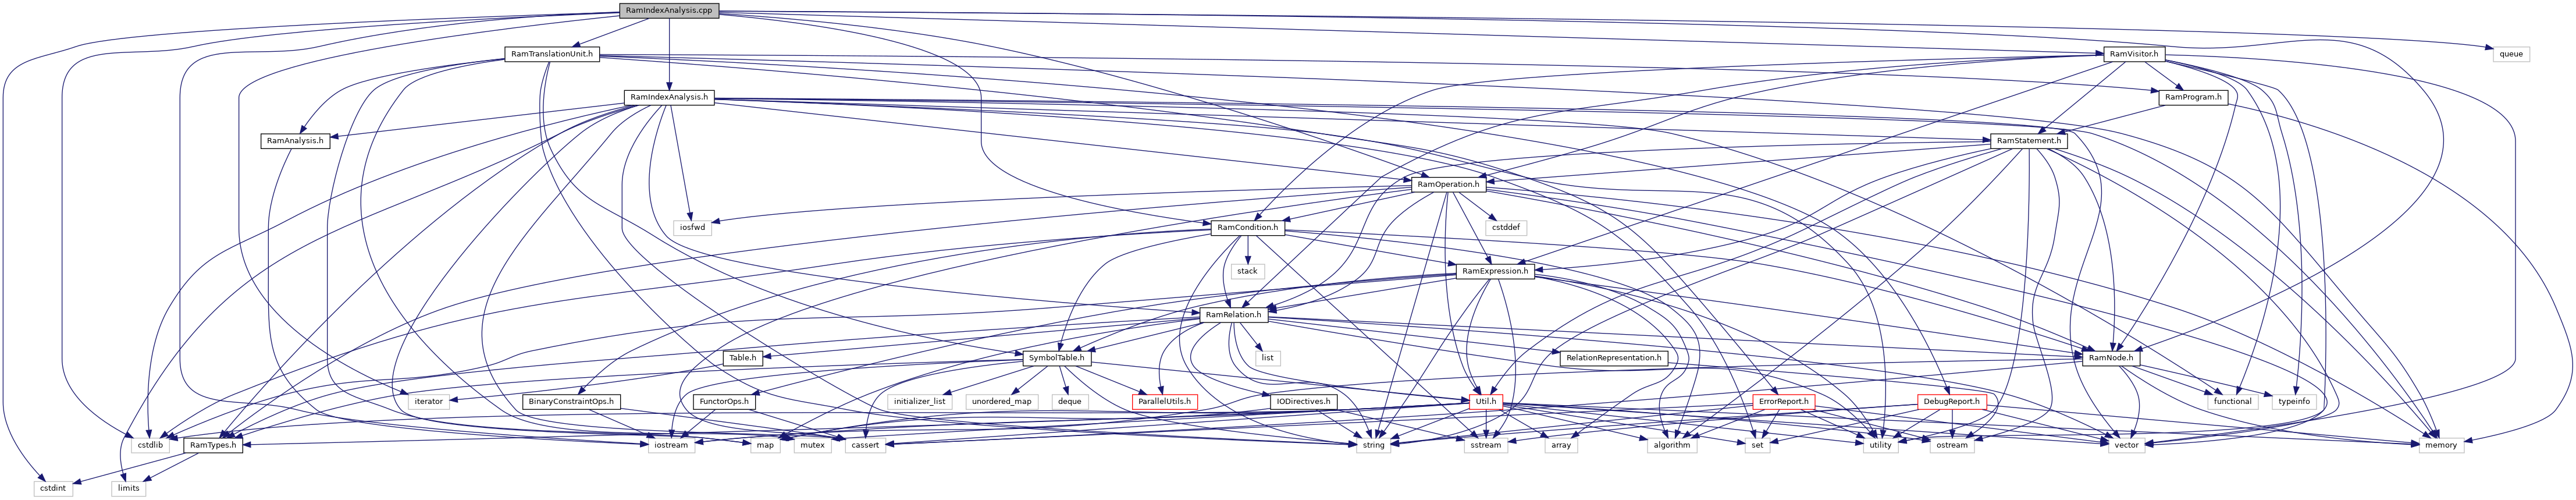 RamIndexAnalysis.cpp
RamTranslationUnit.h
RamVisitor.h
queue
RamIndexAnalysis.h
RamProgram.h
RamAnalysis.h
RamStatement.h
RamOperation.h
iosfwd
RamCondition.h
cstddef
stack
RamExpression.h
RamRelation.h
Table.h
SymbolTable.h
list
RelationRepresentation.h
RamNode.h
iterator
BinaryConstraintOps.h
FunctorOps.h
initializer_list
unordered_map
deque
ParallelUtils.h
IODirectives.h
Util.h
ErrorReport.h
DebugReport.h
functional
typeinfo
cstdlib
RamTypes.h
iostream
map
mutex
cassert
string
sstream
array
algorithm
set
utility
ostream
vector
memory
cstdint
limits